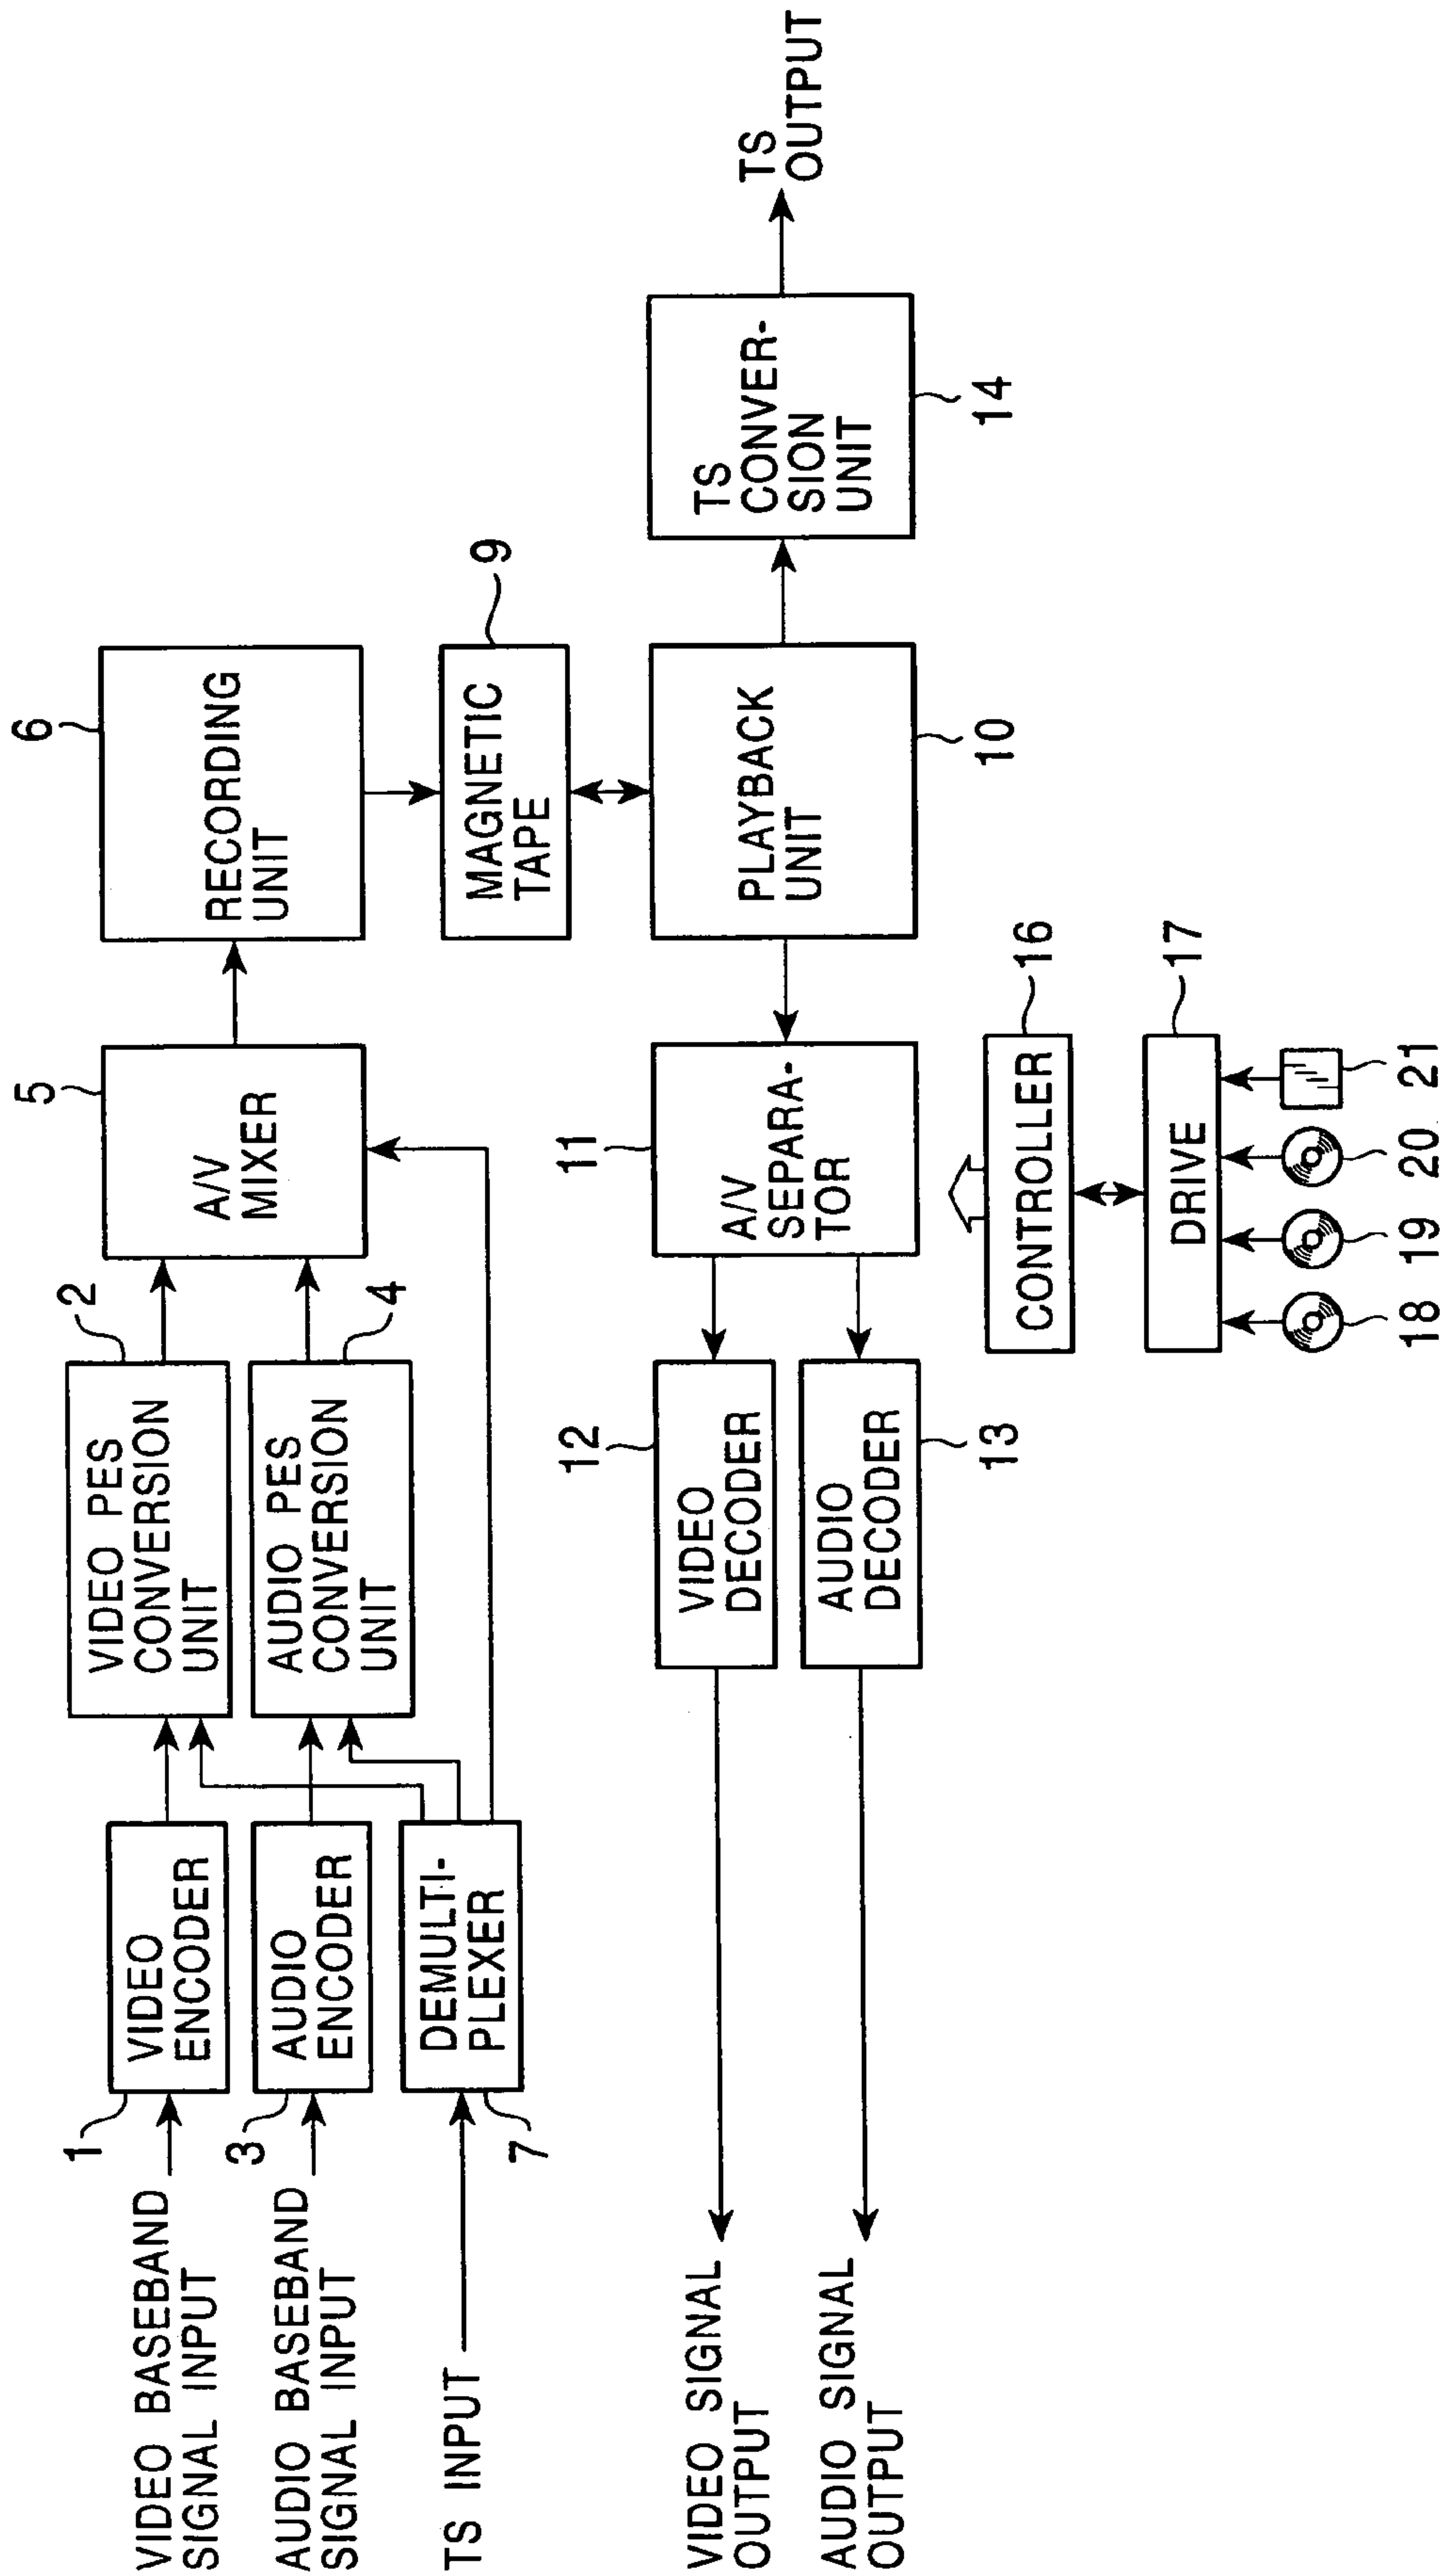 VIDEO BASEBAND
SIGNAL INPUT
1
VIDEO
ENCODER
2
VIDEO PES
CONVERSION
UNIT
AUDIO BASEBAND
SIGNAL INPUT
3
AUDIO
ENCODER
4
AUDIO PES
CONVERSION
UNIT
TS INPUT
7
DEMULTI-
PLEXER
5
A/V
MIXER
6
RECORDING
UNIT
9
MAGNETIC
TAPE
VIDEO SIGNAL
OUTPUT
12
VIDEO
DECODER
AUDIO SIGNAL
OUTPUT
AUDIO
DECODER
13
11
A/V
SEPARA-
TOR
PLAYBACK
UNIT
10
TS
CONVER-
SION
UNIT
14
TS
OUTPUT
CONTROLLER
16
DRIVE
17
18
19
20
21